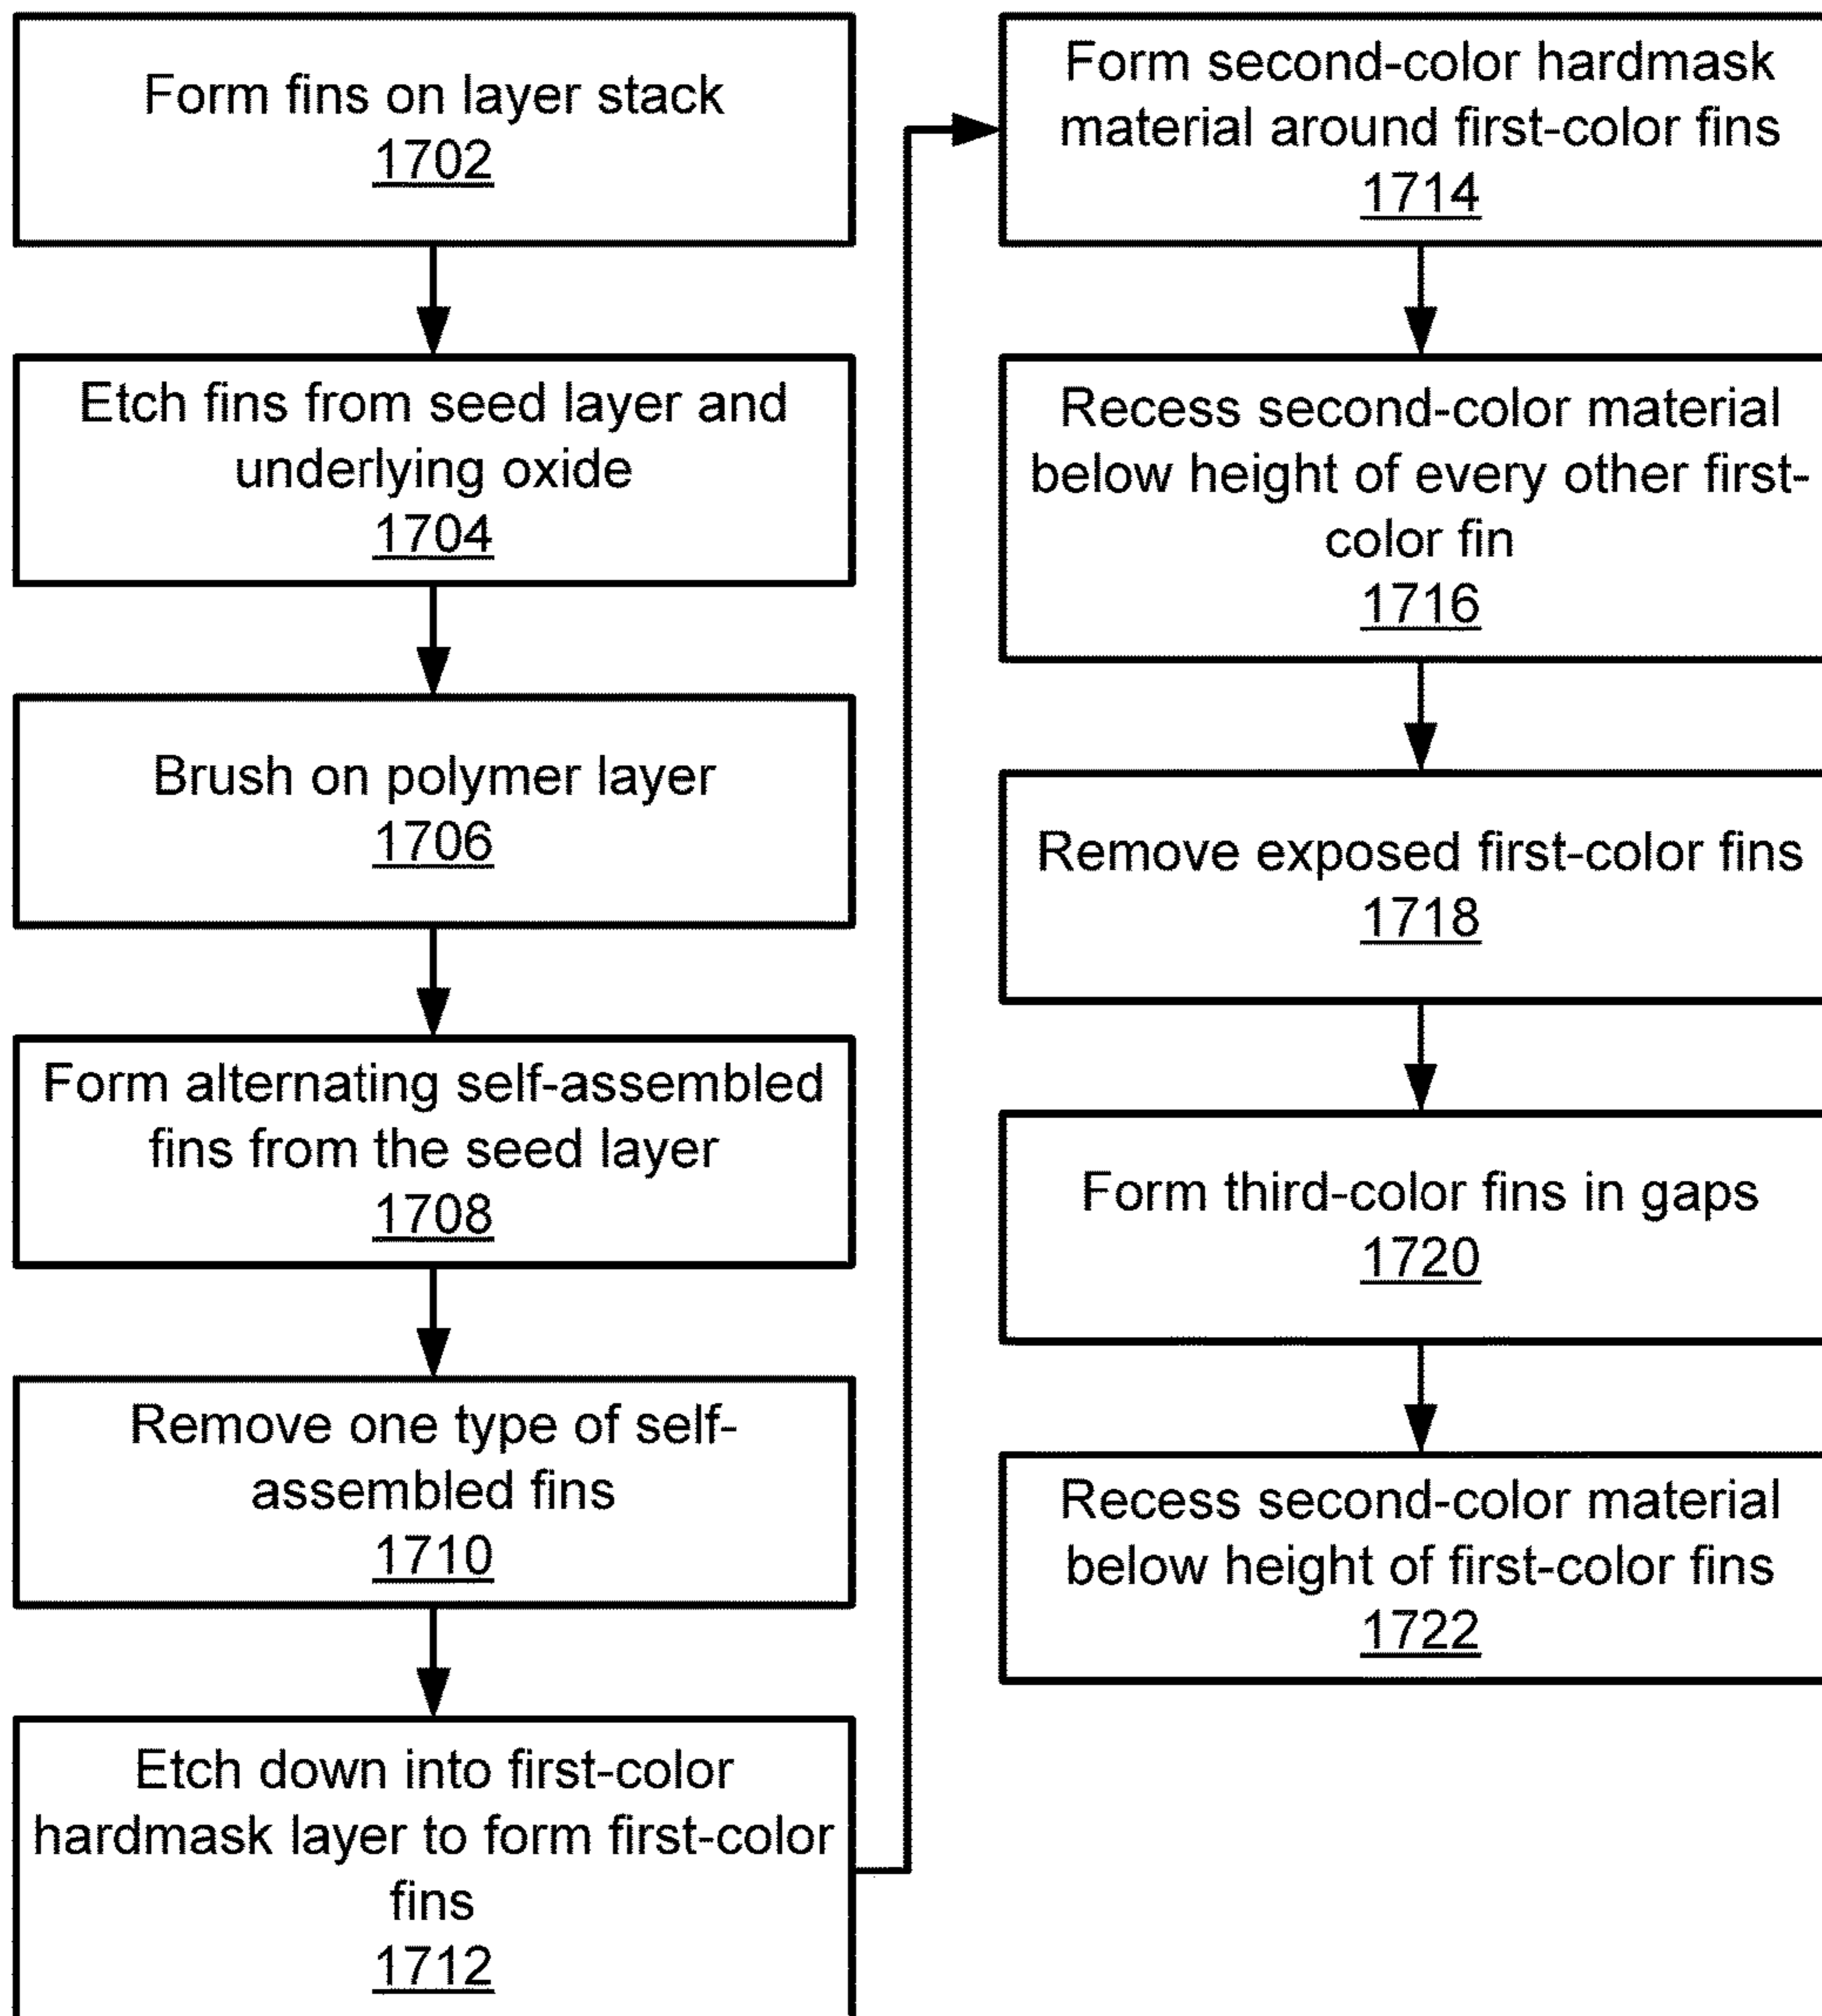 Form fins on layer stack
1702
Etch fins from seed layer and
underlying oxide
1704
Brush on polymer layer
1706
Form alternating self-assembled
fins from the seed layer
1708
Remove one type of self-
assembled fins
1710
Etch down into first-color
hardmask layer to form first-color
fins
1712
Form second-color hardmask
material around first-color fins
1714
Recess second-color material
below height of every other first-
color fin
1716
Remove exposed first-color fins
1718
Form third-color fins in gaps
1720
Recess second-color material
below height of first-color fins
1722